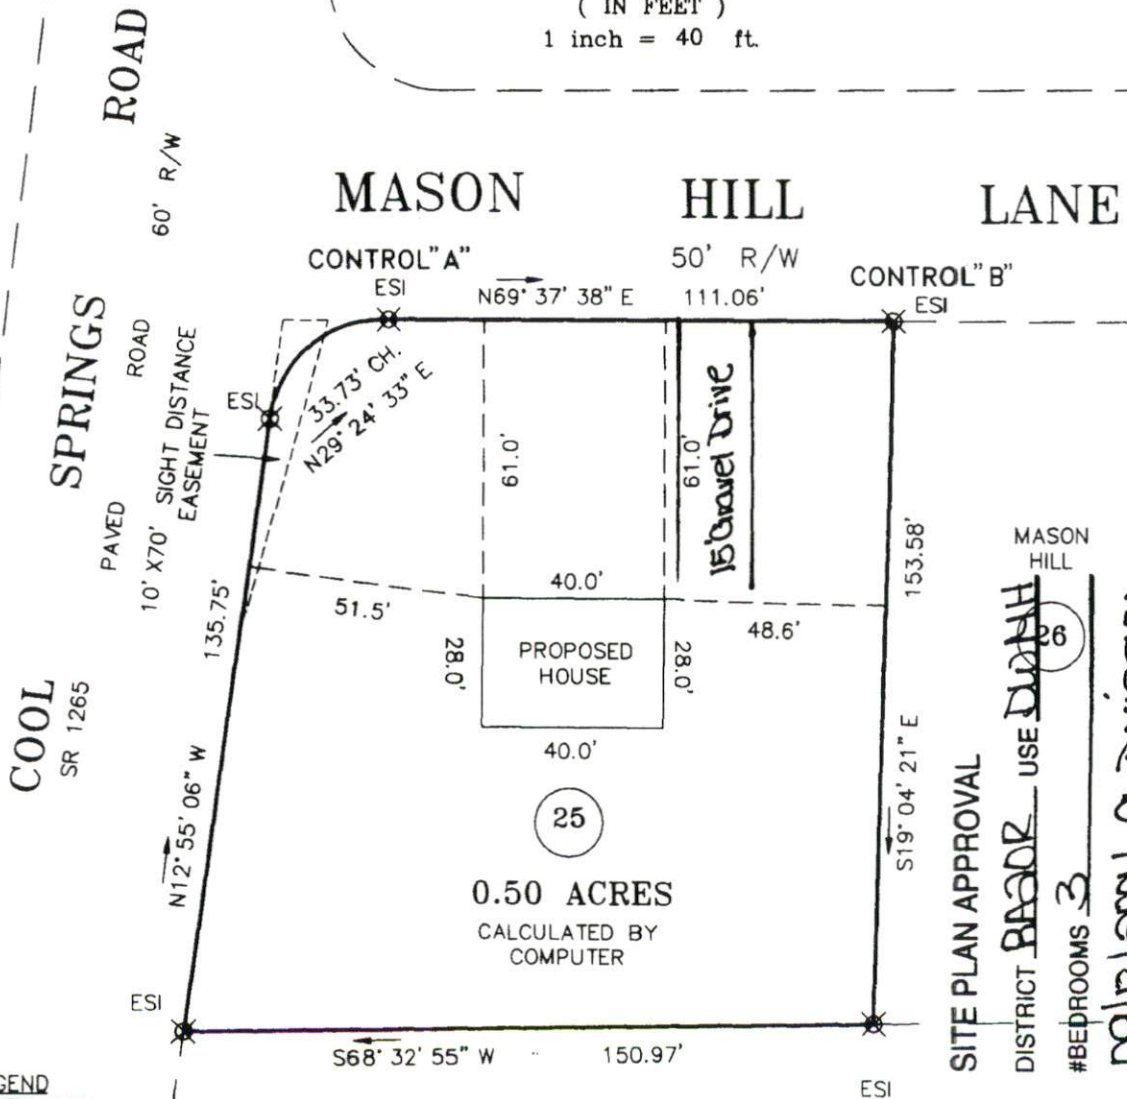 ( IN FEET )
1 inch = 40 ft.
ROAD
60' R/W
MASON HILL LANE
50' R/W
CONTROL"A"
ESI
N69° 37' 38" E 111.06'
CONTROL"B"
ESI
COOL SPRINGS
SR 1265
PAVED ROAD
10' X70' SIGHT DISTANCE
EASEMENT
ESI
33.73' CH.
N29° 24' 33" E
61.0'
61.0'
15' Gravel Drive
153.58'
MASON
HILL
26
135.75'
51.5'
40.0'
48.6'
28.0'
PROPOSED
HOUSE
28.0'
40.0'
N12° 55' 06" W
25
0.50 ACRES
CALCULATED BY
COMPUTER
S19° 04' 21" E
SITE PLAN APPROVAL
DISTRICT RA20R USE DWMH
#BEDROOMS 3
ESI
S68° 32' 55" W 150.97'
ESI
GEND